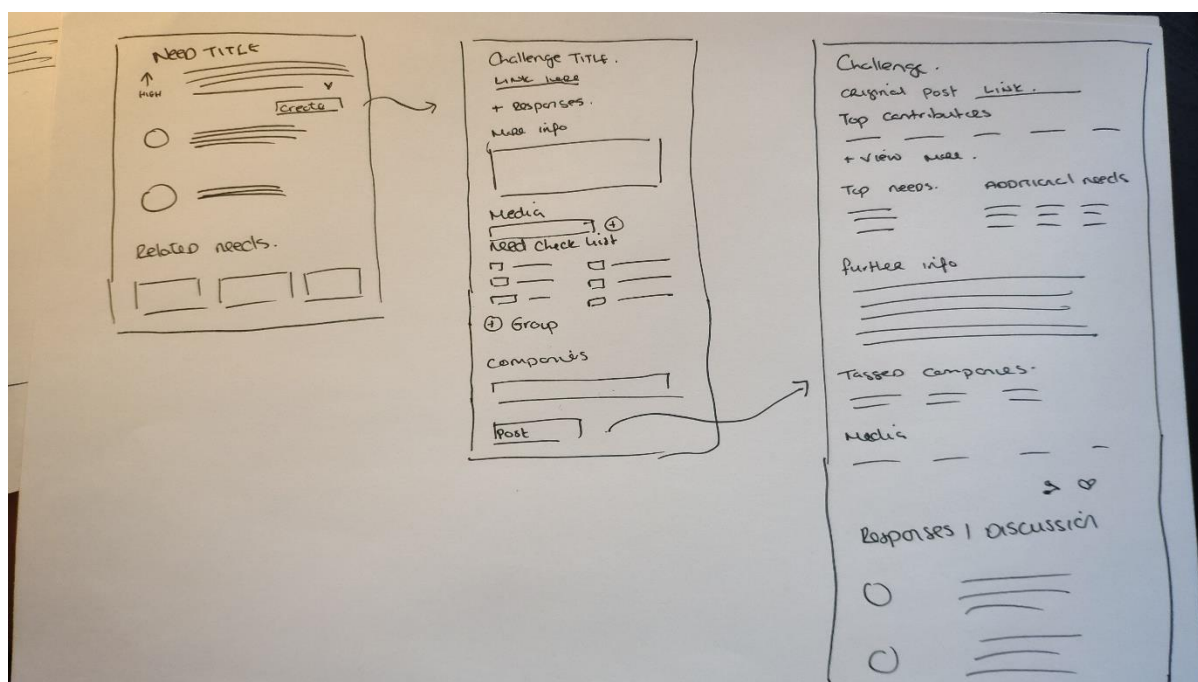 NEED TITLE
HIGH
Create
Related needs.
Challenge TITLE.
LINK here
+ Responses.
More info
Media
Need check list
Group
Companies
Post
Challenge.
Original post LINK.
Top contributers
+ view more.
Top needs. ADDITIONAL needs
further info
Tagged companies.
Media
Responses / DISCUSSION